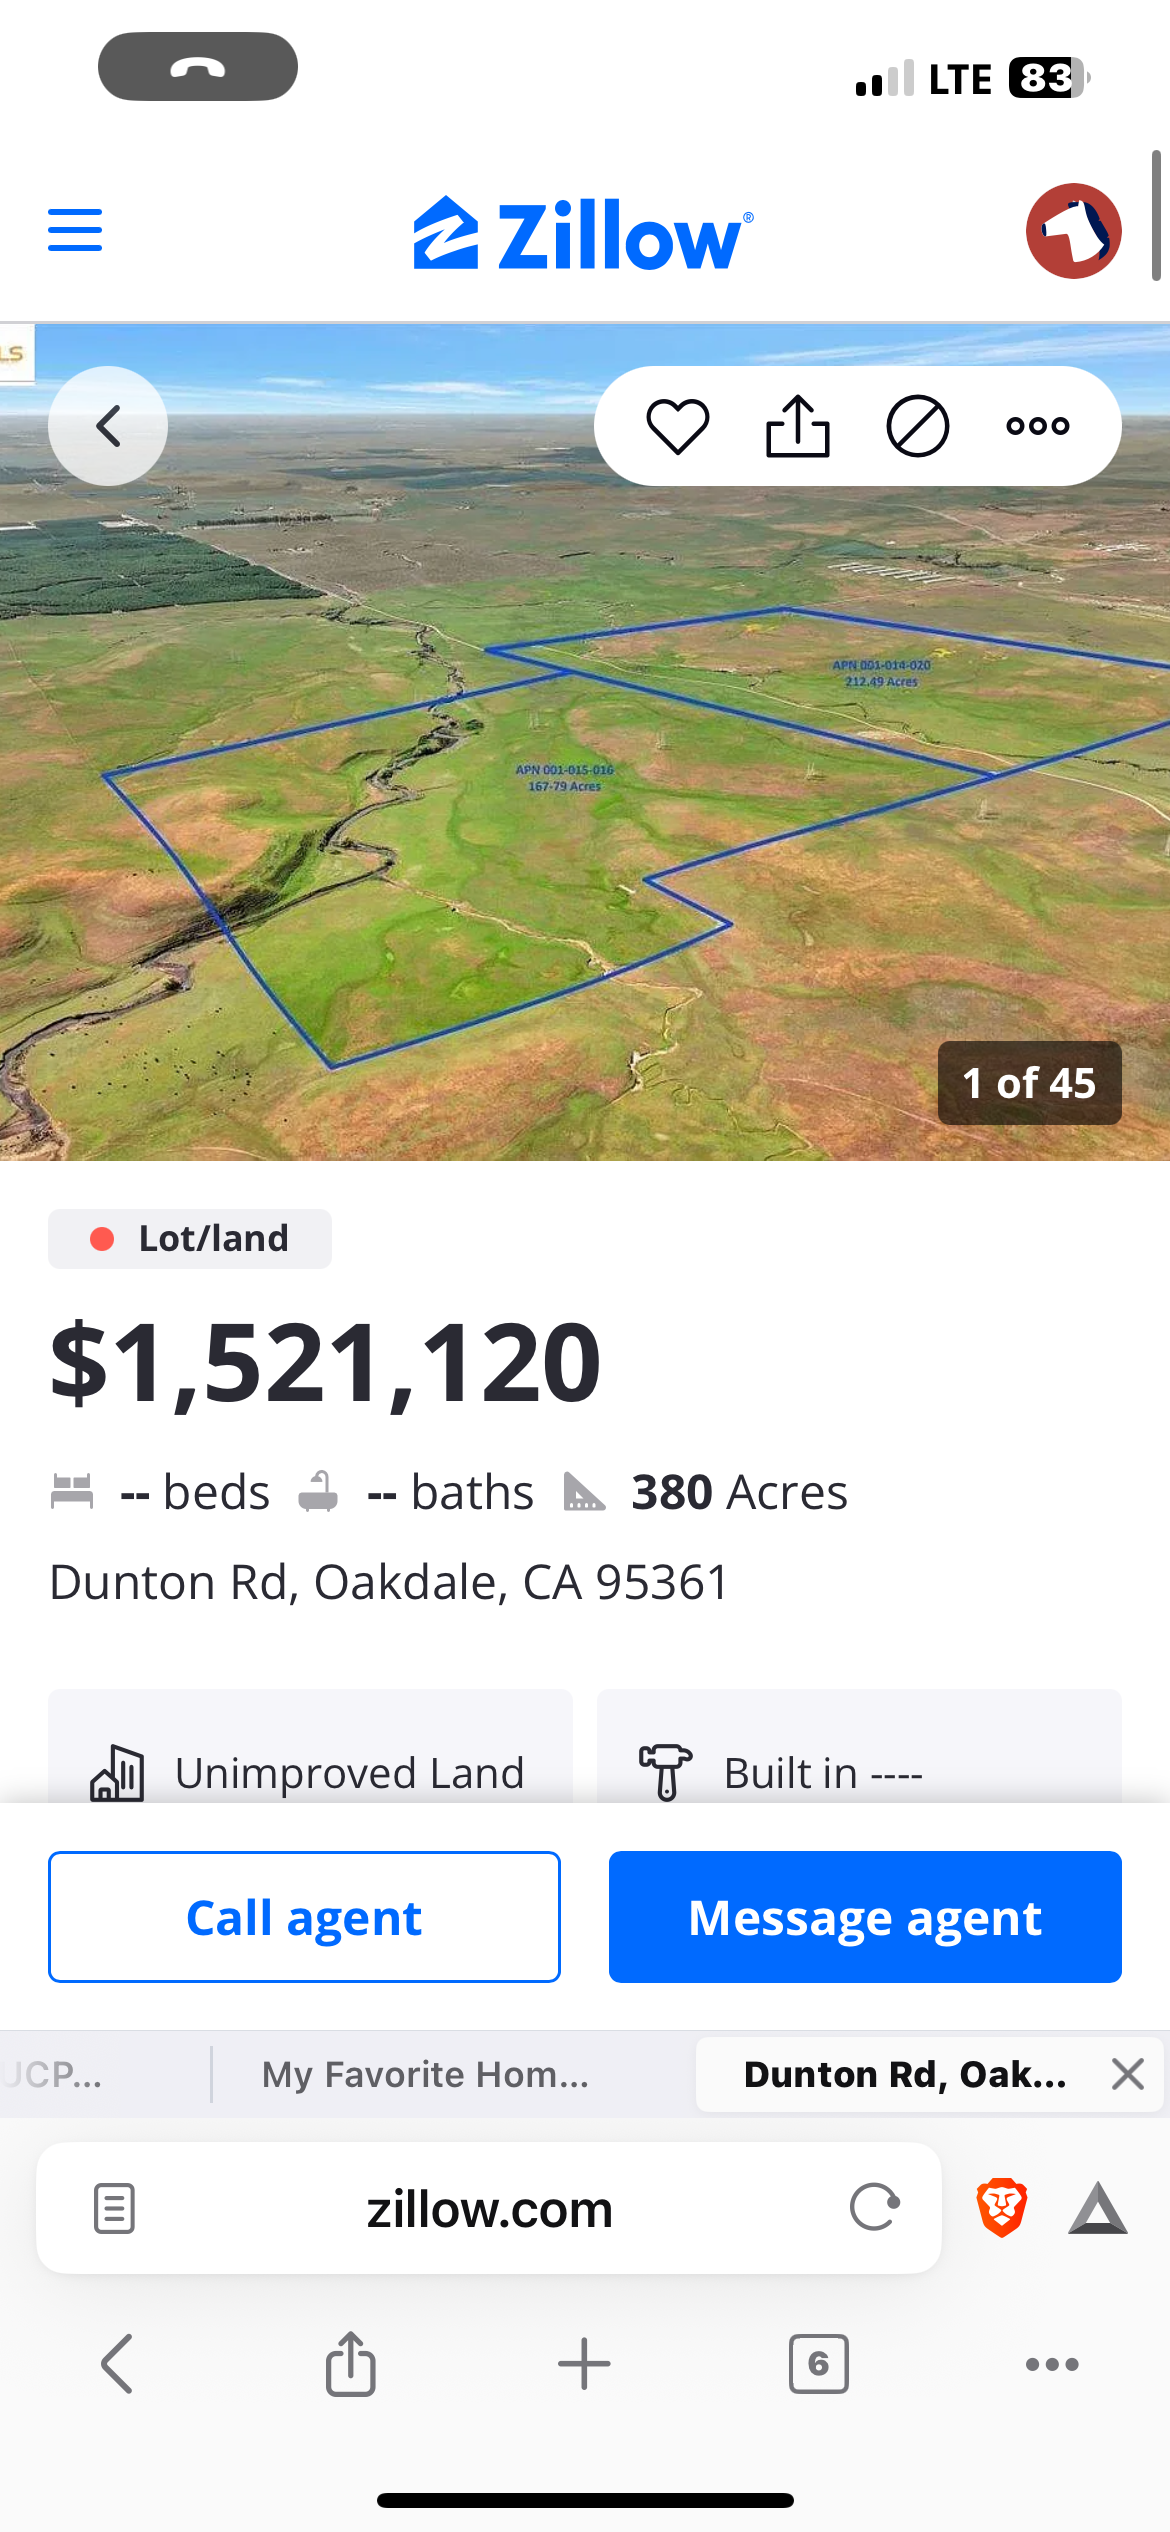 LTE 83
Zillow®
LS
APN 001-014-020
212.49 Acres
APN 001-015-016
167-79 Acres
1 of 45
Lot/land
$1,521,120
-- beds -- baths 380 Acres
Dunton Rd, Oakdale, CA 95361
Unimproved Land
Built in ----
Call agent
Message agent
UCP...
My Favorite Hom...
Dunton Rd, Oak...
zillow.com
6